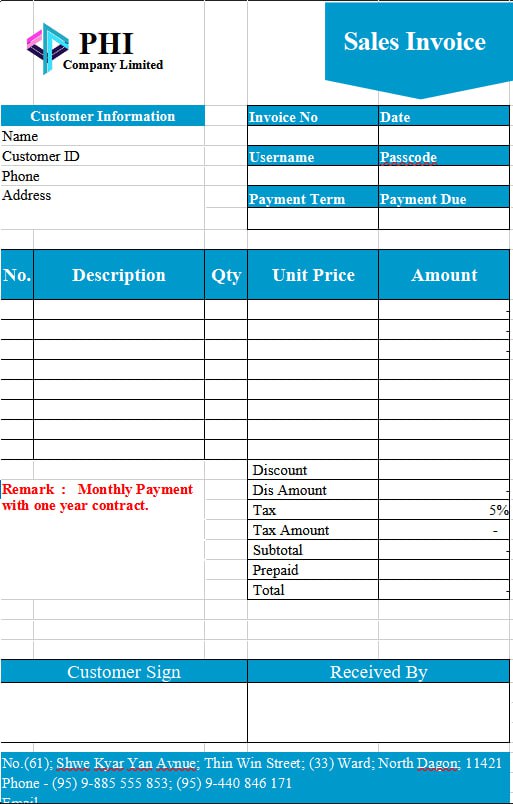 PHI
Company Limited
Sales Invoice
Customer Information
Name
Customer ID
Phone
Address
Invoice No Date
Username Passcode
Payment Term Payment Due
No. Description Qty Unit Price Amount
-
-
-
Discount
Dis Amount -
Tax 5%
Tax Amount -
Subtotal -
Prepaid
Total -
Remark : Monthly Payment
with one year contract.
Customer Sign Received By
No.(61); Shwe Kyar Yan Avnue; Thin Win Street; (33) Ward; North Dagon; 11421
Phone - (95) 9-885 555 853; (95) 9-440 846 171
Email